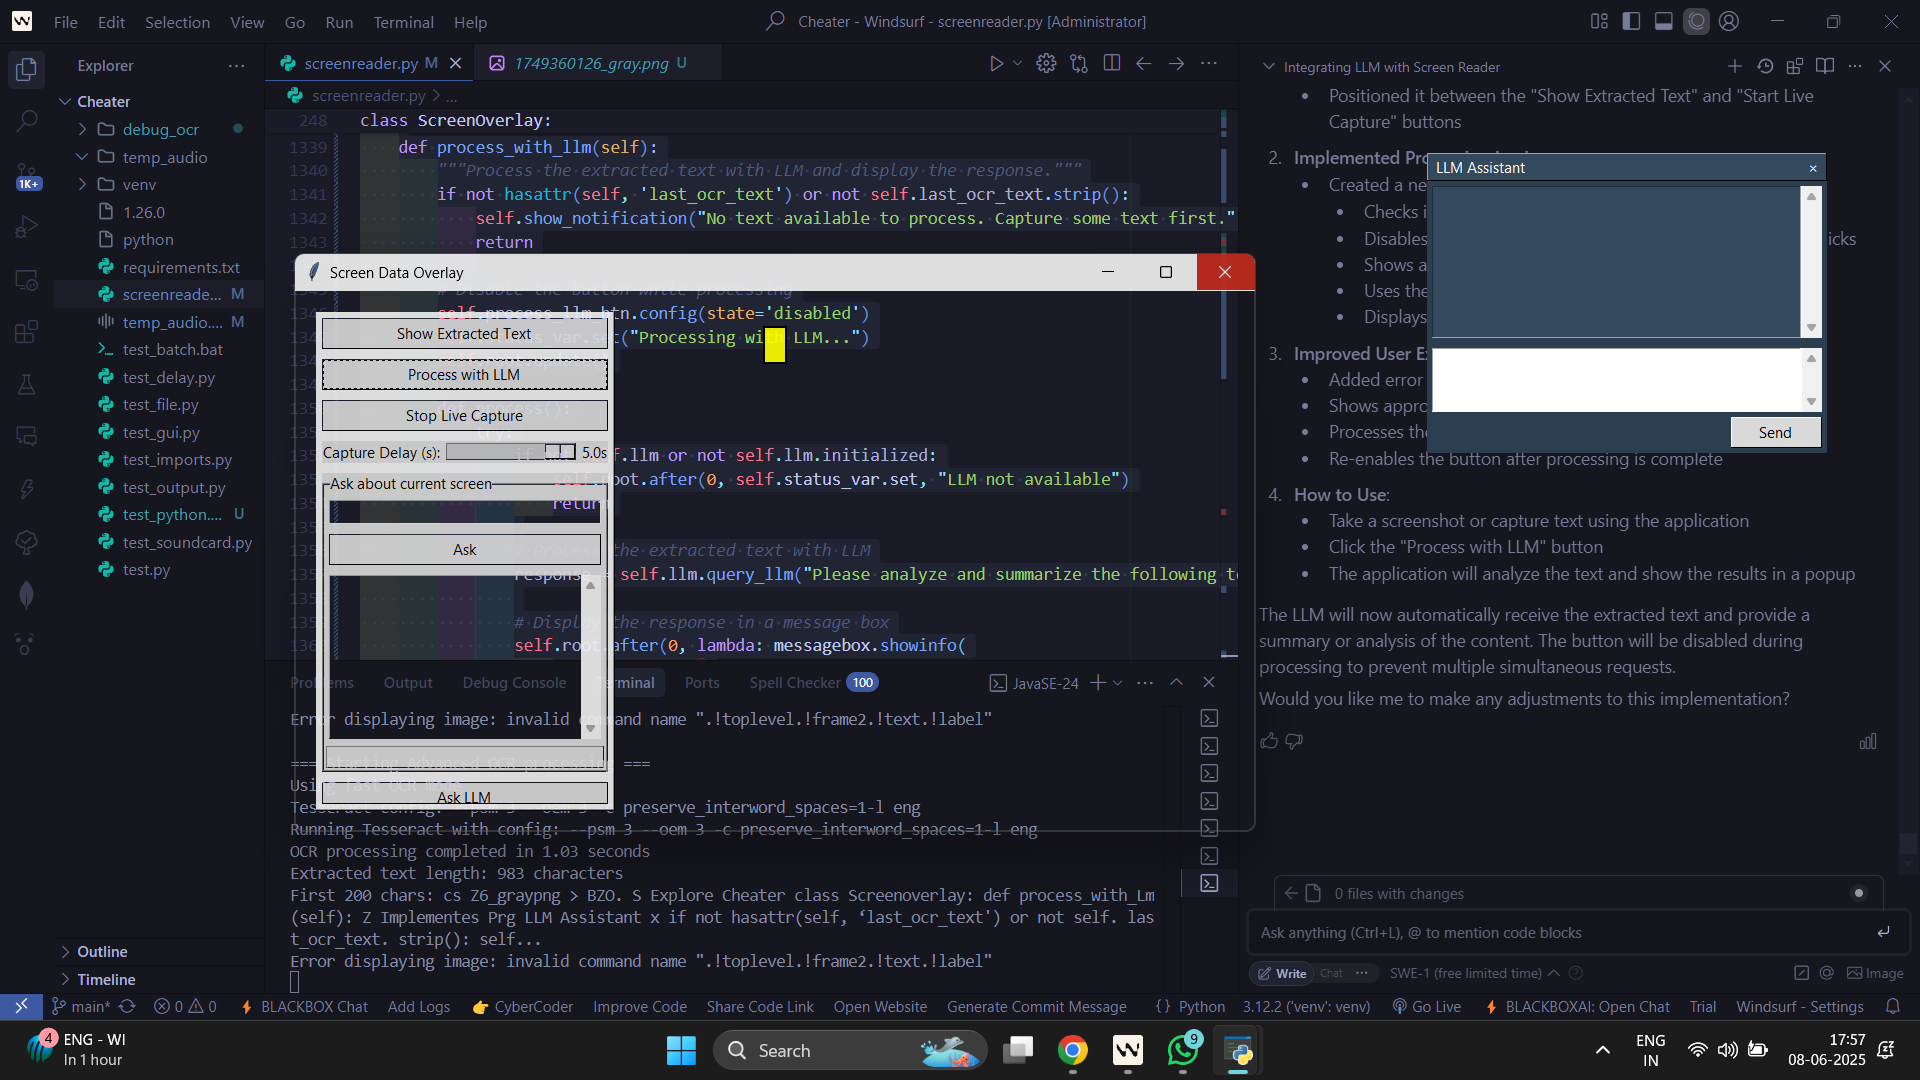 File Edit Selection View Go Run Terminal Help
Cheater - Windsurf - screenreader.py [Administrator]
Explorer
Cheater
debug_ocr
temp_audio
venv
1.26.0
python
requirements.txt
screenreade... M
temp_audio.... M
test_batch.bat
test_delay.py
test_file.py
test_gui.py
test_imports.py
test_output.py
test_python.... U
test_soundcard.py
test.py
Outline
Timeline
1K+
screenreader.py M
1749360126_gray.png U
screenreader.py > ...
248 class ScreenOverlay:
1339 def process_with_llm(self):
1340 """Process the extracted text with LLM and display the response."""
1341 if not hasattr(self, 'last_ocr_text') or not self.last_ocr_text.strip():
1342 self.show_notification("No text available to process. Capture some text first."
1343 return
Screen Data Overlay
# Disable the button while processing
self.process_llm_btn.config(state='disabled')
("Processing with LLM...")
Show Extracted Text
Process with LLM
Stop Live Capture
Capture Delay (s): 5.0s
Ask about current screen
Ask
Ask LLM
f.llm or not self.llm.initialized:
.after(0, self.status_var.set, "LLM not available")
return
the extracted text with LLM
response = self.llm.query_llm("Please analyze and summarize the following
# Display the response in a message box
self.root.after(0, lambda: messagebox.showinfo(
Problems Output Debug Console Terminal Ports Spell Checker 100
JavaSE-24
Error displaying image: invalid command name ".!toplevel.!frame2.!text.!label"
=== Starting Advanced OCR processing ===
Using fast OCR mode
Tesseract config: --psm 3 --oem 3 -c preserve_interword_spaces=1-l eng
Running Tesseract with config: --psm 3 --oem 3 -c preserve_interword_spaces=1-l eng
OCR processing completed in 1.03 seconds
Extracted text length: 983 characters
First 200 chars: cs Z6_graypng > BZO. S Explore Cheater class Screenoverlay: def process_with_Lm
(self): Z Implementes Prg LLM Assistant x if not hasattr(self, ‘last_ocr_text') or not self. las
t_ocr_text. strip(): self...
Error displaying image: invalid command name ".!toplevel.!frame2.!text.!label"
Integrating LLM with Screen Reader
• Positioned it between the "Show Extracted Text" and "Start Live
Capture" buttons
2. Implemented
• Created a ne
• Checks
• Disables icks
• Shows a
• Uses the
• Displays
3. Improved User
• Added error
• Shows appro
• Processes the
• Re-enables the button after processing is complete
LLM Assistant
Send
4. How to Use:
• Take a screenshot or capture text using the application
• Click the "Process with LLM" button
• The application will analyze the text and show the results in a popup
The LLM will now automatically receive the extracted text and provide a
summary or analysis of the content. The button will be disabled during
processing to prevent multiple simultaneous requests.
Would you like me to make any adjustments to this implementation?
0 files with changes
Ask anything (Ctrl+L), @ to mention code blocks
Write Chat SWE-1 (free limited time) Image
main* 0 0 BLACKBOX Chat Add Logs CyberCoder Improve Code Share Code Link Open Website Generate Commit Message {} Python 3.12.2 ('venv': venv) Go Live BLACKBOXAI: Open Chat Trial Windsurf - Settings
4 ENG - WI
In 1 hour
Search
9
ENG
IN
17:57
08-06-2025